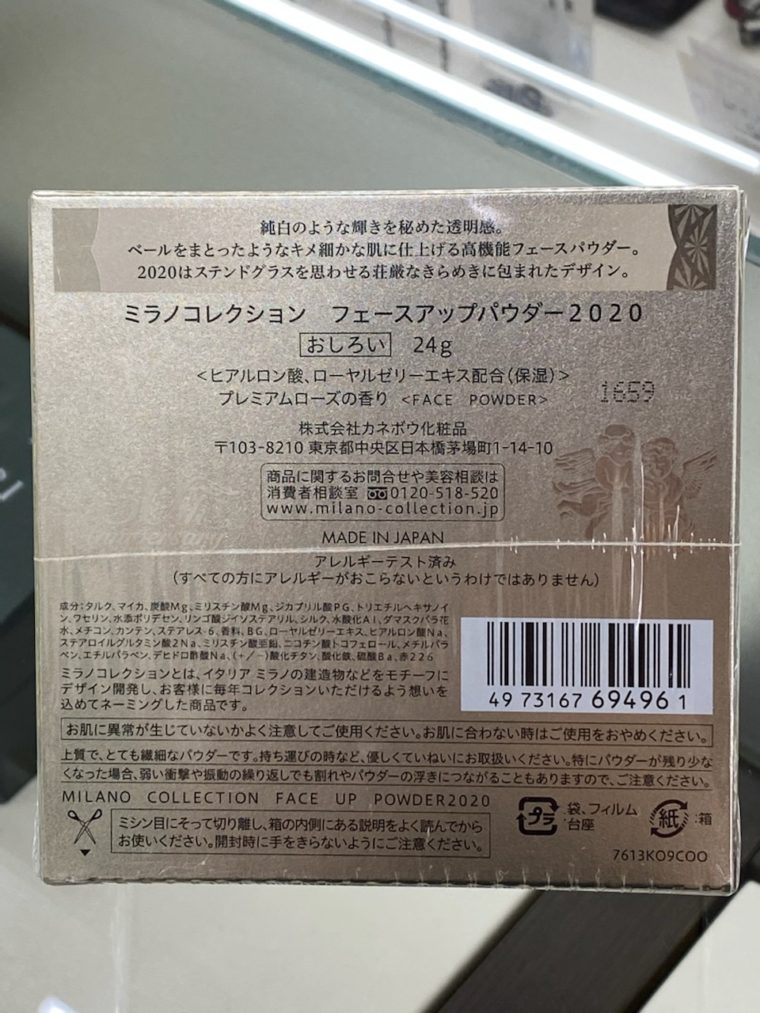 純白のような輝きを秘めた透明感。
ベールをまとったようなキメ細かな肌に仕上げる高機能フェースパウダー。
2020はステンドグラスを思わせる荘厳なきらめきに包まれたデザイン。
ミラノコレクション フェースアップパウダー2020
おしろい 24g
<ヒアルロン酸、ローヤルゼリーエキス配合(保湿)>
プレミアムローズの香り <FACE POWDER>
1659
株式会社カネボウ化粧品
〒103-8210 東京都中央区日本橋茅場町1-14-10
商品に関するお問合せや美容相談は
消費者相談室 0120-518-520
www.milano-collection.jp
MADE IN JAPAN
アレルギーテスト済み
(すべての方にアレルギーがおこらないというわけではありません)
成分:タルク、マイカ、炭酸Mg、ミリスチン酸Mg、ジカプリル酸PG、トリエチルヘキサノイ
ン、ワセリン、水添ポリデセン、リンゴ酸ジイソステアリル、シルク、水酸化Al、ダマスクバラ花
水、メチコン、カンテン、ステアレス-6、香料、BG、ローヤルゼリーエキス、ヒアルロン酸Na、
ステアロイルグルタミン酸2Na、ミリスチン酸亜鉛、ニコチン酸トコフェロール、メチルパラ
ベン、エチルパラベン、デヒドロ酢酸Na、(+/-)酸化チタン、酸化鉄、硫酸Ba、赤226
ミラノコレクションとは、イタリア ミラノの建造物などをモチーフに
デザイン開発し、お客様に毎年コレクションいただけるよう想いを
込めてネーミングした商品です。
49 73167 69496 1
お肌に異常が生じていないかよく注意してご使用ください。お肌に合わない時はご使用をおやめください。
上質で、とても繊細なパウダーです。持ち運びの時など、優しくていねいにお取扱いください。特にパウダーが残り少な
くなった場合、弱い衝撃や振動の繰り返しでも割れやパウダーの浮きにつながることもありますので、ご注意ください。
MILANO COLLECTION FACE UP POWDER2020
ミシン目にそって切り離し、箱の内側にある説明をよく読んでから
お使いください。開封時に手をきらないようにご注意ください。
プラ :袋、フィルム
台座
紙 :箱
7613KO9COO